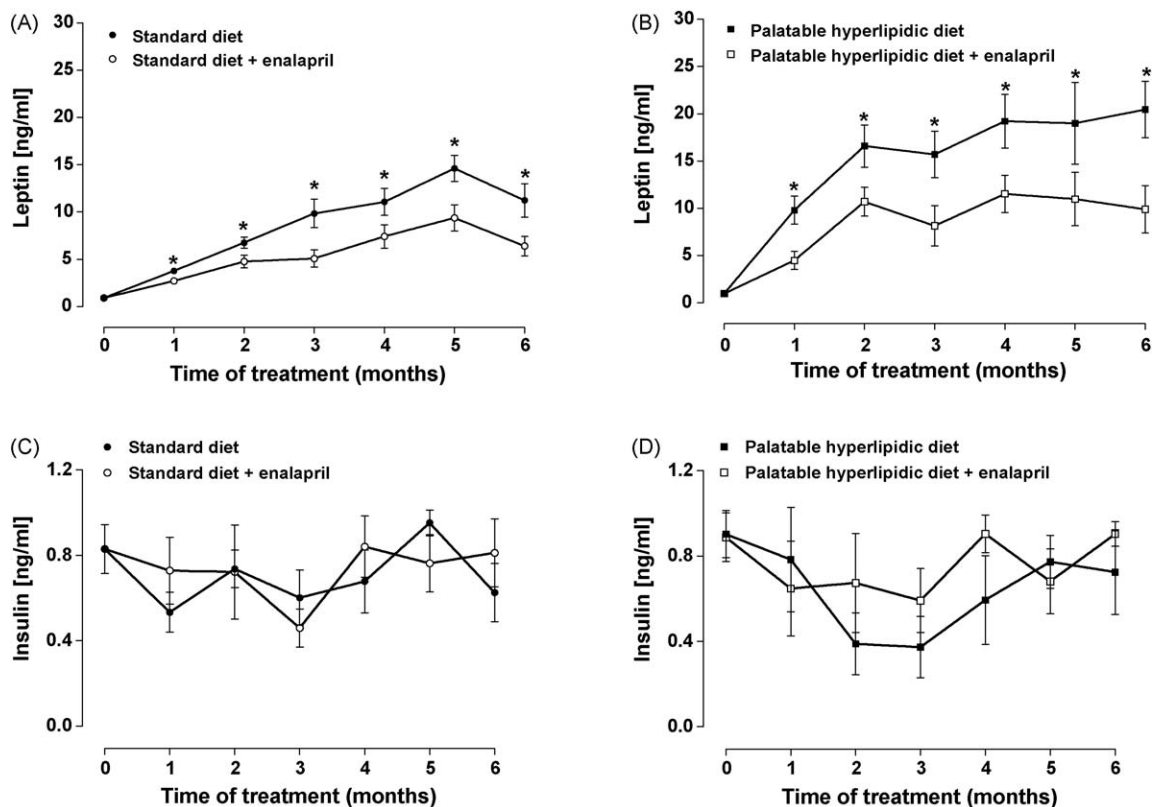 (A)
Standard diet
Standard diet + enalapril
30
25
20
15
10
5
0
Leptin [ng/ml]
* * * * * *
0 1 2 3 4 5 6
Time of treatment (months)
(B)
Palatable hyperlipidic diet
Palatable hyperlipidic diet + enalapril
30
25
20
15
10
5
0
Leptin [ng/ml]
* * * * * *
0 1 2 3 4 5 6
Time of treatment (months)
(C)
Standard diet
Standard diet + enalapril
1.2
0.8
0.4
0.0
Insulin [ng/ml]
0 1 2 3 4 5 6
Time of treatment (months)
(D)
Palatable hyperlipidic diet
Palatable hyperlipidic diet + enalapril
1.2
0.8
0.4
0.0
Insulin [ng/ml]
0 1 2 3 4 5 6
Time of treatment (months)